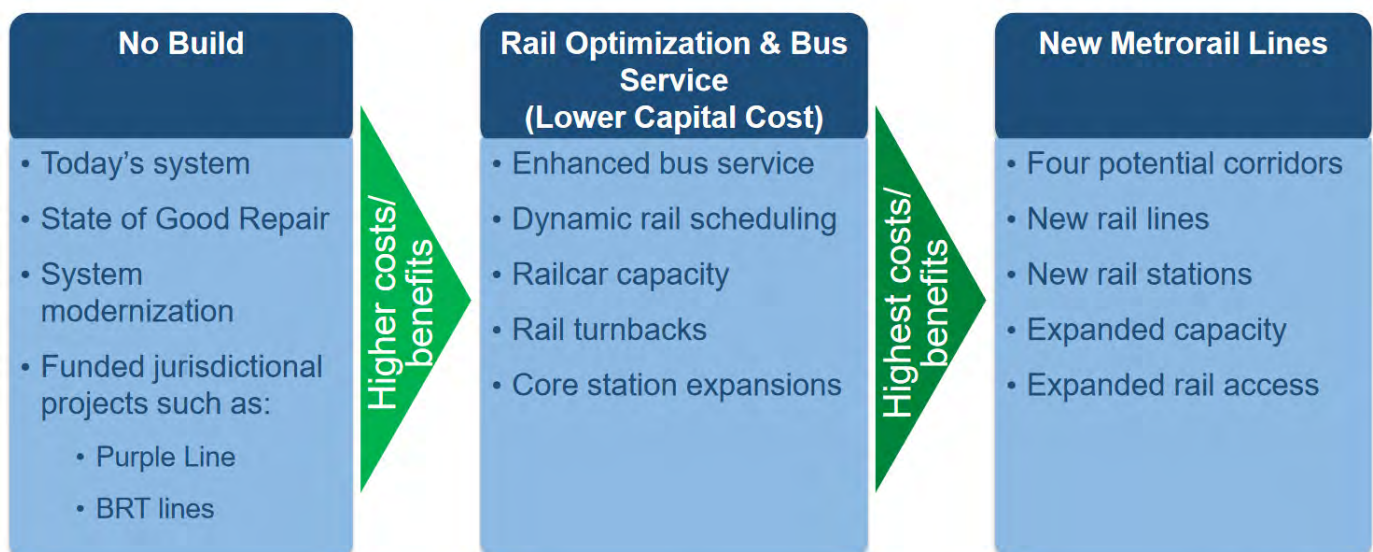 No Build
• Today's system
• State of Good Repair
• System
modernization
• Funded jurisdictional
projects such as:
• Purple Line
• BRT lines
Higher costs/
benefits
Rail Optimization & Bus
Service
(Lower Capital Cost)
• Enhanced bus service
• Dynamic rail scheduling
• Railcar capacity
• Rail turnbacks
• Core station expansions
Highest costs/
benefits
New Metrorail Lines
• Four potential corridors
• New rail lines
• New rail stations
• Expanded capacity
• Expanded rail access